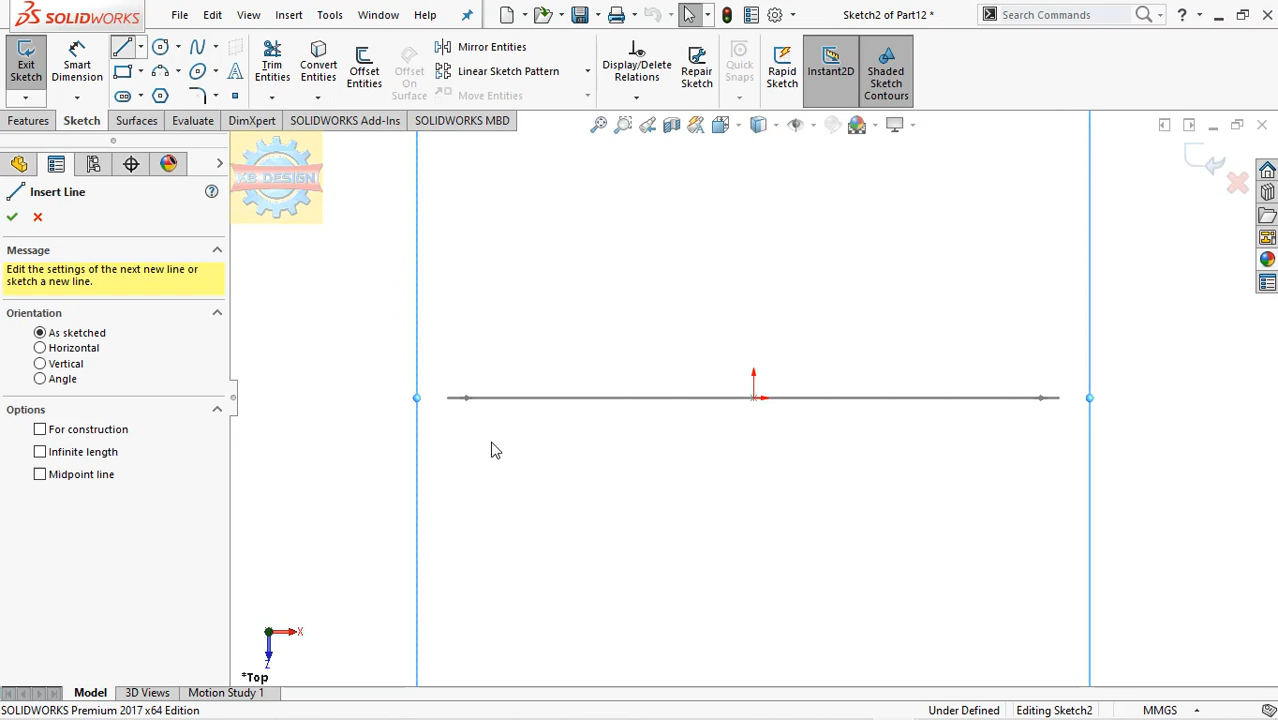 SOLIDWORKS File Edit View Insert Tools Window Help Sketch2 of Part12 * Search Commands
Exit Sketch
Smart Dimension
Trim Entities
Convert Entities
Offset Entities
Offset On Surface
Mirror Entities
Linear Sketch Pattern
Move Entities
Display/Delete Relations
Repair Sketch
Quick Snaps
Rapid Sketch
Instant2D
Shaded Sketch Contours
Features Sketch Surfaces Evaluate DimXpert SOLIDWORKS Add-Ins SOLIDWORKS MBD
KB DESIGN
Insert Line
Message
Edit the settings of the next new line or
sketch a new line.
Orientation
As sketched
Horizontal
Vertical
Angle
Options
For construction
Infinite length
Midpoint line
X
Z
*Top
Model 3D Views Motion Study 1
SOLIDWORKS Premium 2017 x64 Edition Under Defined Editing Sketch2 MMGS